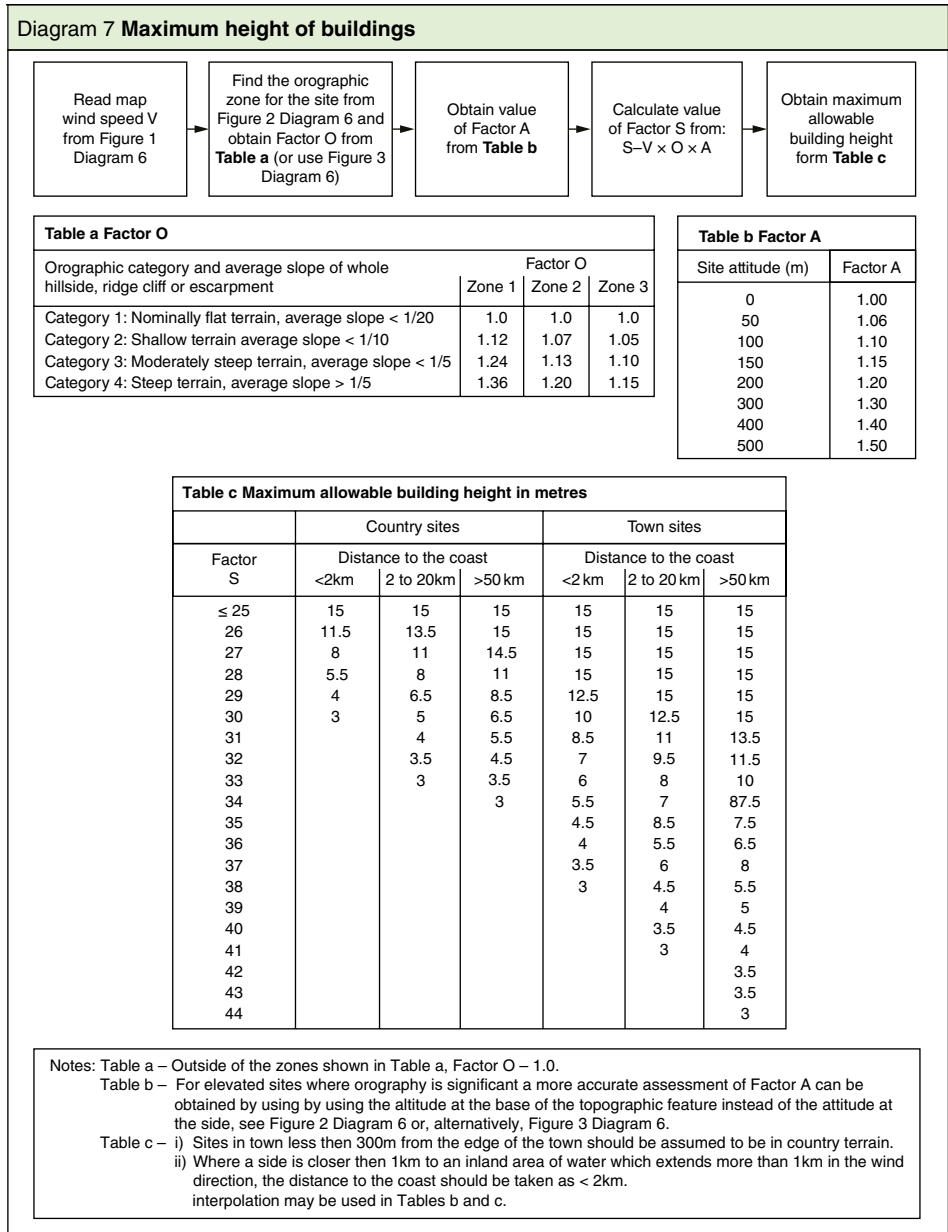 Diagram 7 Maximum height of buildings
Read map
wind speed V
from Figure 1
Diagram 6
Find the orographic
zone for the site from
Figure 2 Diagram 6 and
obtain Factor O from
Table a (or use Figure 3
Diagram 6)
Obtain value
of Factor A
from Table b
Calculate value
of Factor S from:
S–V × O × A
Obtain maximum
allowable
building height
form Table c
Table a Factor O
Orographic category and average slope of whole
hillside, ridge cliff or escarpment
Factor O
Zone 1 Zone 2 Zone 3
Category 1: Nominally flat terrain, average slope < 1/20 1.0 1.0 1.0
Category 2: Shallow terrain average slope < 1/10 1.12 1.07 1.05
Category 3: Moderately steep terrain, average slope < 1/5 1.24 1.13 1.10
Category 4: Steep terrain, average slope > 1/5 1.36 1.20 1.15
Table b Factor A
Site attitude (m) Factor A
0 1.00
50 1.06
100 1.10
150 1.15
200 1.20
300 1.30
400 1.40
500 1.50
Table c Maximum allowable building height in metres
Country sites Town sites
Factor
S
Distance to the coast Distance to the coast
<2km 2 to 20km >50 km <2 km 2 to 20 km >50 km
≤ 25 15 15 15 15 15 15
26 11.5 13.5 15 15 15 15
27 8 11 14.5 15 15 15
28 5.5 8 11 15 15 15
29 4 6.5 8.5 12.5 15 15
30 3 5 6.5 10 12.5 15
31 4 5.5 8.5 11 13.5
32 3.5 4.5 7 9.5 11.5
33 3 3.5 6 8 10
34 3 5.5 7 87.5
35 4.5 8.5 7.5
36 4 5.5 6.5
37 3.5 6 8
38 3 4.5 5.5
39 4 5
40 3.5 4.5
41 3 4
42 3.5
43 3.5
44 3
Notes: Table a – Outside of the zones shown in Table a, Factor O – 1.0.
Table b – For elevated sites where orography is significant a more accurate assessment of Factor A can be
obtained by using by using the altitude at the base of the topographic feature instead of the attitude at
the side, see Figure 2 Diagram 6 or, alternatively, Figure 3 Diagram 6.
Table c – i) Sites in town less then 300m from the edge of the town should be assumed to be in country terrain.
ii) Where a side is closer then 1km to an inland area of water which extends more than 1km in the wind
direction, the distance to the coast should be taken as < 2km.
interpolation may be used in Tables b and c.